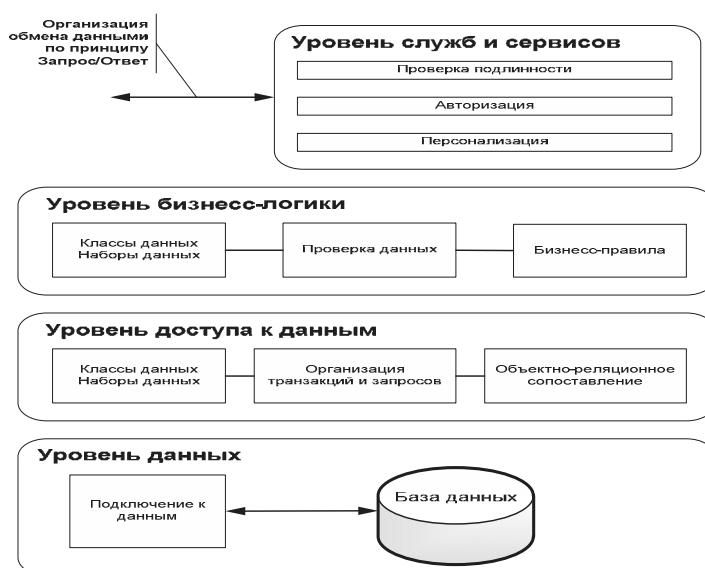 Организация
обмена данными
по принципу
Запрос/Ответ
Уровень служб и сервисов
Проверка подлинности
Авторизация
Персонализация
Уровень бизнесс-логики
Классы данных
Наборы данных
Проверка данных
Бизнессо-правила
Уровень доступа к данным
Классы данных
Наборы данных
Организация
транзакций и запросов
Объектно-реляционное
сопоставление
Уровень данных
Подключение к
данным
База данных